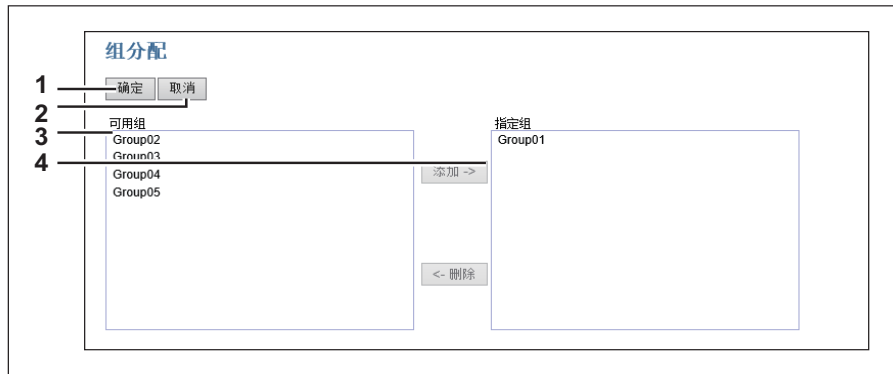 组分配
1 确定 取消
2
可用组 指定组
3 Group02 Group01
4 Group03
添加 ->
Group04
Group05
<- 删除